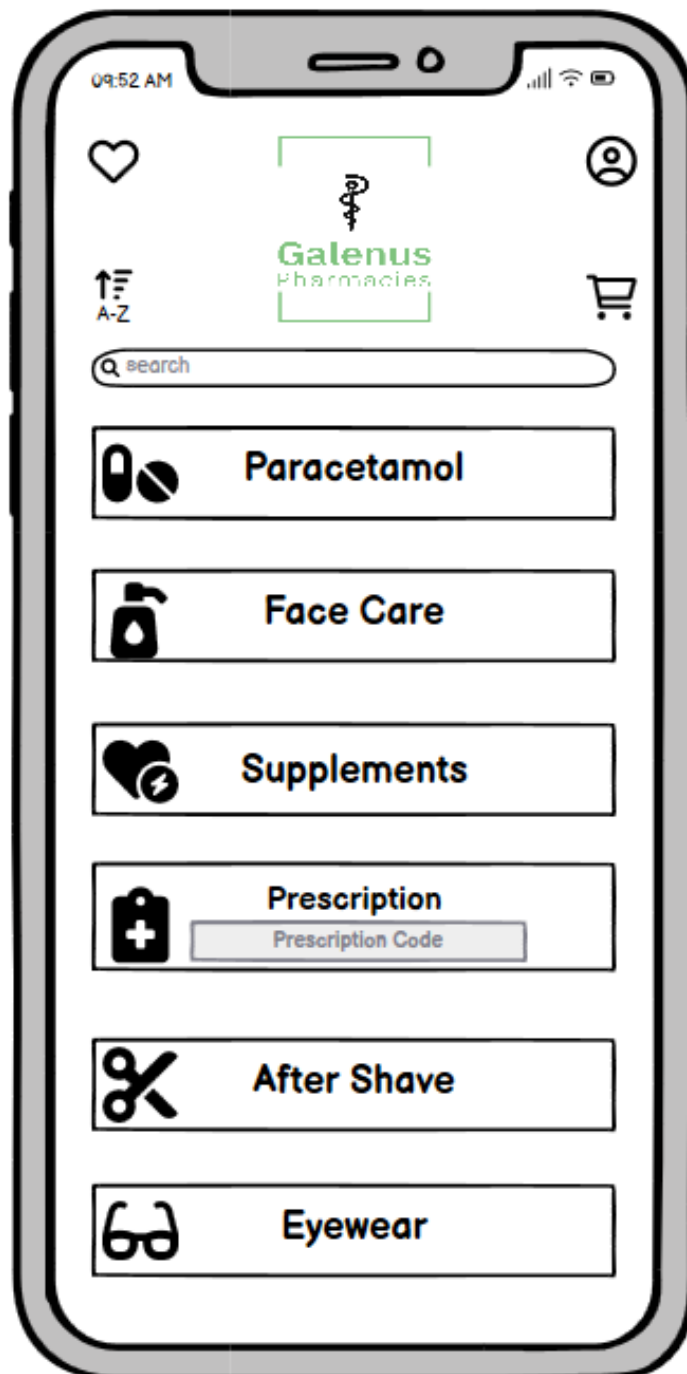 09:52 AM
Galenus
Pharmacies
A-Z
search
Paracetamol
Face Care
Supplements
Prescription
Prescription Code
After Shave
Eyewear